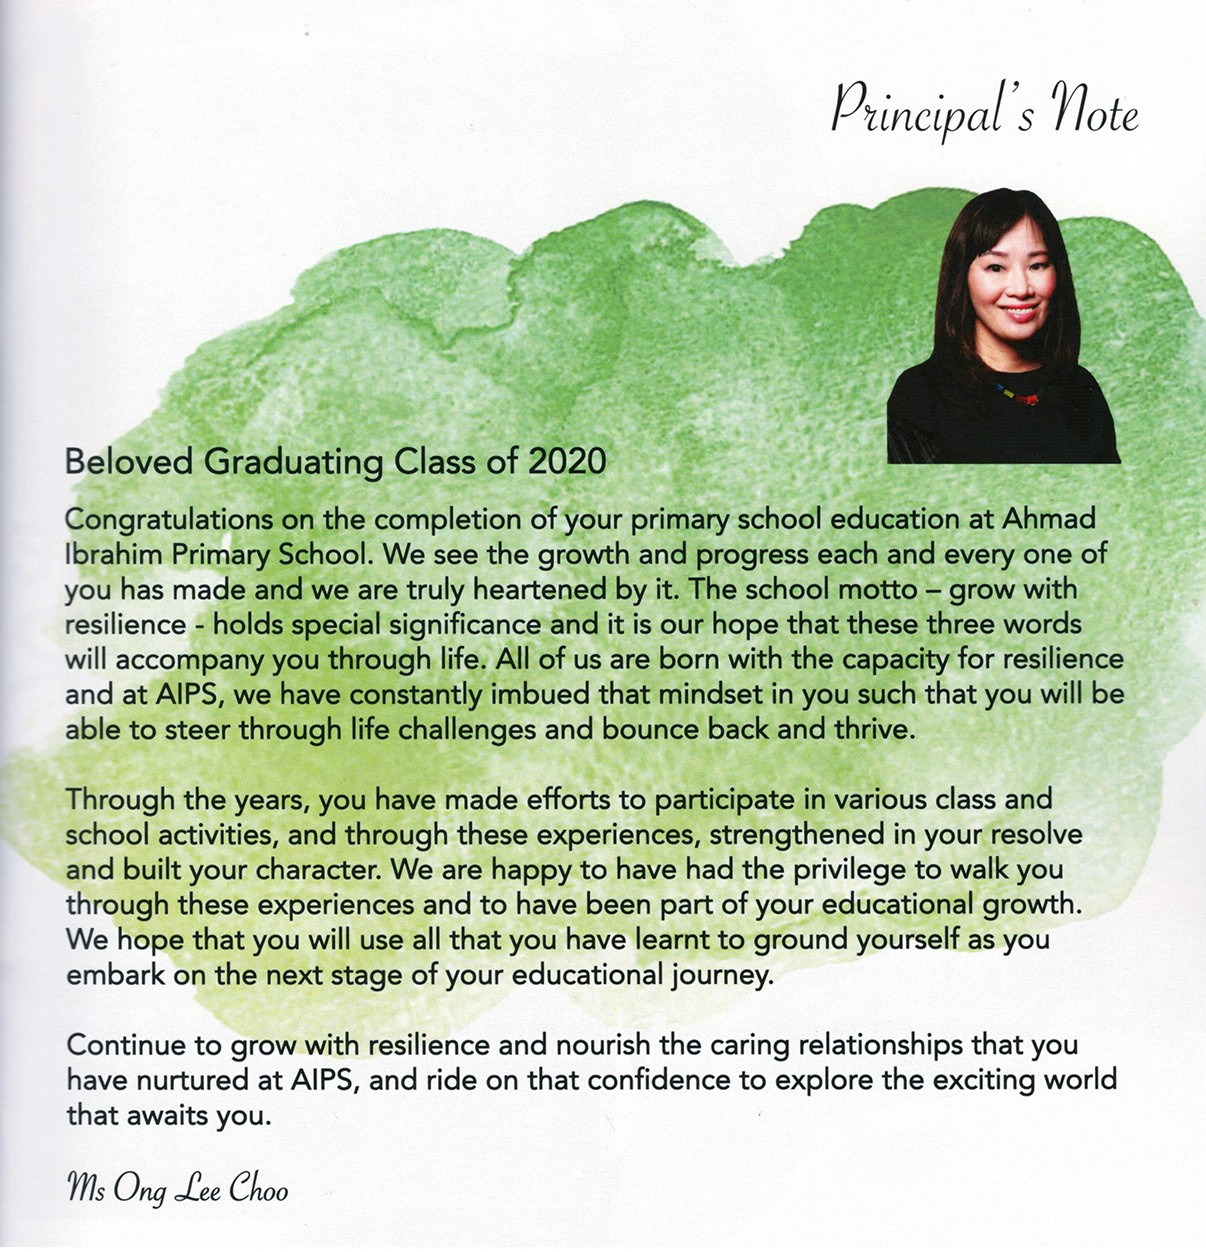 Principal's Note
Beloved Graduating Class of 2020
Congratulations on the completion of your primary school education at Ahmad
Ibrahim Primary School. We see the growth and progress each and every one of
you has made and we are truly heartened by it. The school motto – grow with
resilience - holds special significance and it is our hope that these three words
will accompany you through life. All of us are born with the capacity for resilience
and at AIPS, we have constantly imbued that mindset in you such that you will be
able to steer through life challenges and bounce back and thrive.
Through the years, you have made efforts to participate in various class and
school activities, and through these experiences, strengthened in your resolve
and built your character. We are happy to have had the privilege to walk you
through these experiences and to have been part of your educational growth.
We hope that you will use all that you have learnt to ground yourself as you
embark on the next stage of your educational journey.
Continue to grow with resilience and nourish the caring relationships that you
have nurtured at AIPS, and ride on that confidence to explore the exciting world
that awaits you.
Ms Ong Lee Choo